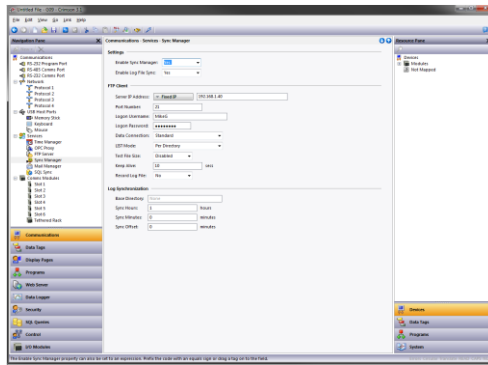 Untitled File - G09 - Crimson 3.1
File Edit View Go Link Help
Navigation Pane
Communications - Services - Sync Manager
Resource Pane
Communications
RS-232 Program Port
RS-485 Comms Port
RS-232 Comms Port
Network
Protocol 1
Protocol 2
Protocol 3
Protocol 4
USB Host Ports
Memory Stick
Keyboard
Mouse
Services
Time Manager
OPC Proxy
FTP Server
Sync Manager
Mail Manager
SQL Sync
Comms Modules
Slot 1
Slot 2
Slot 3
Slot 4
Slot 5
Slot 6
Tethered Rack
Settings
Enable Sync Manager: Yes
Enable Log File Sync: Yes
FTP Client
Server IP Address: Fixed IP
Port Number: 21
Logon Username:
Logon Password: ********
Data Connection: Standard
LIST Mode: Per Directory
Test File Size: Disabled
Keep Alive: 10 secs
Record Log File: No
Log Synchronization
Base Directory:
Sync Hours: 1 hours
Sync Minutes: 0 minutes
Sync Offset: 0 minutes
Devices
Modules
Not Mapped
Communications
Data Tags
Display Pages
Programs
Web Server
Data Logger
Security
SQL Queries
Control
I/O Modules
Devices
Data Tags
Programs
System
The Enable Sync Manager property can also be set to an expression. Prefix the code with an equals sign or drag a tag on to the field.